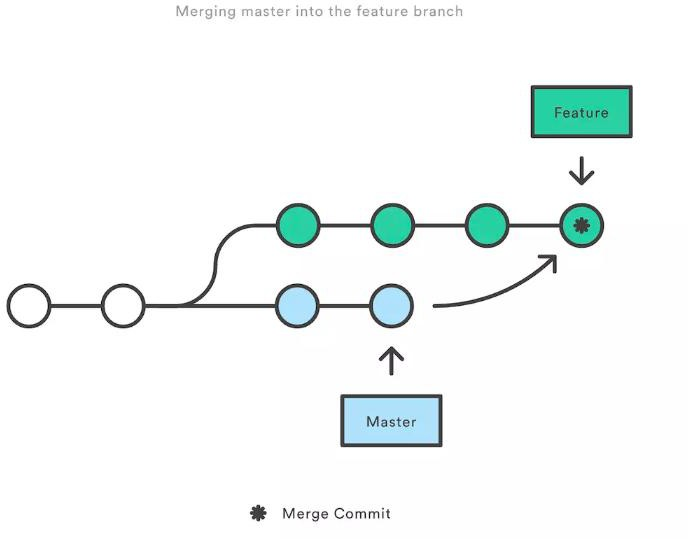 Merging master into the feature branch
Feature
Master
Merge Commit